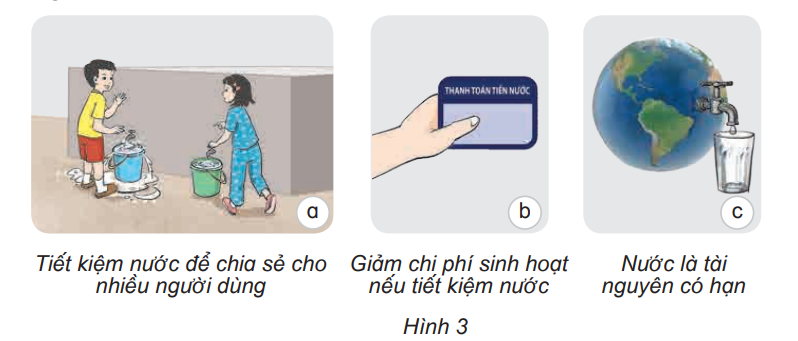 THANH TOÁN TIỀN NƯỚC
a
b
c
Tiết kiệm nước để chia sẻ cho
nhiều người dùng
Giảm chi phí sinh hoạt
nếu tiết kiệm nước
Nước là tài
nguyên có hạn
Hình 3